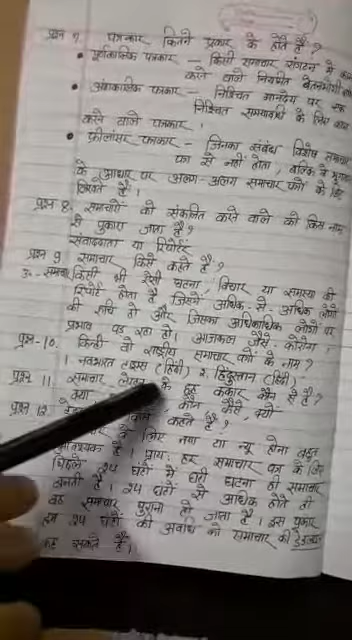 प्रश्न 7. पत्रकार कितने प्रकार के होते हैं?
• पूर्णकालिक पत्रकार – किसी समाचार संगठन में काम
करने वाले नियमित वेतनभोगी
• अंशकालिक पत्रकार – निश्चित मानदेय पर एक
निश्चित समयावधि के लिए काम
करने वाले पत्रकार।
• फ्रीलांसर पत्रकार – जिनका संबंध विशेष समाचार
पत्र से नहीं होता, बल्कि वे भुगतान
के आधार पर अलग-अलग समाचार पत्रों के लिए
लिखते हैं।
प्रश्न 8. समाचारों को संकलित करने वाले को किस नाम
से पुकारा जाता है?
संवाददाता या रिपोर्टर
प्रश्न 9. समाचार किसे कहते हैं?
उ.- किसी भी ऐसी घटना, विचार या समस्या की
रिपोर्ट होता है जिसमें अधिक-से-अधिक लोगों
की रुचि हो और जिसका अधिकाधिक लोगों पर
प्रभाव पड़ रहा हो। आजकल जैसे- कोरोना
प्रश्न-10. किन्हीं दो राष्ट्रीय समाचार पत्रों के नाम?
1. नवभारत टाइम्स (हिंदी) 2. हिंदुस्तान (हिंदी)
प्रश्न 11. समाचार लेखन के छह ककार कौन से हैं?
क्या कौन, कैसे, क्यों
प्रश्न 12. किसे कहते हैं?
के लिए नया या न्यू होना बहुत
आवश्यक है। प्रायः हर समाचार पत्र के लिए
पिछले 24 घंटों में घटी घटना ही समाचार
बनती है। 24 घंटों से अधिक होते ही
वह समाचार पुराना हो जाता है। इस प्रकार
हम 24 घंटों की अवधि को समाचार की डेडलाइन
कह सकते हैं।